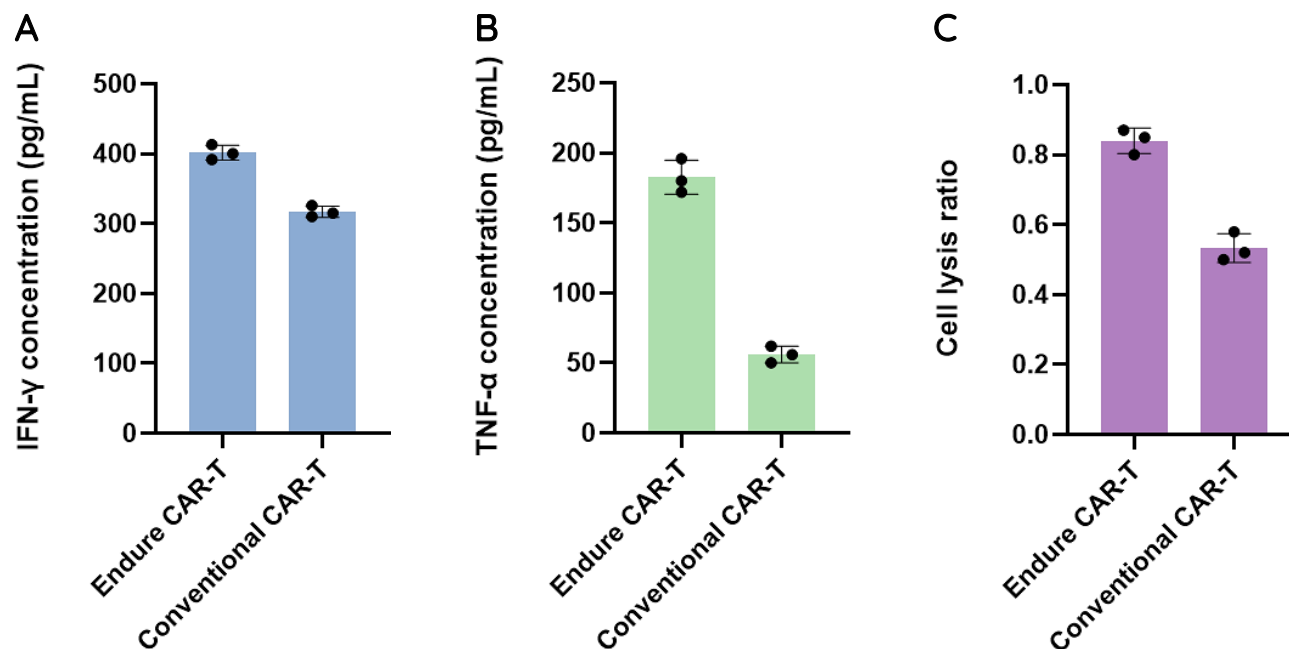 A
IFN-γ concentration (pg/mL)
500
400
300
200
100
0
Endure CAR-T
Conventional CAR-T
B
TNF-α concentration (pg/mL)
250
200
150
100
50
0
Endure CAR-T
Conventional CAR-T
C
Cell lysis ratio
1.0
0.8
0.6
0.4
0.2
0.0
Endure CAR-T
Conventional CAR-T